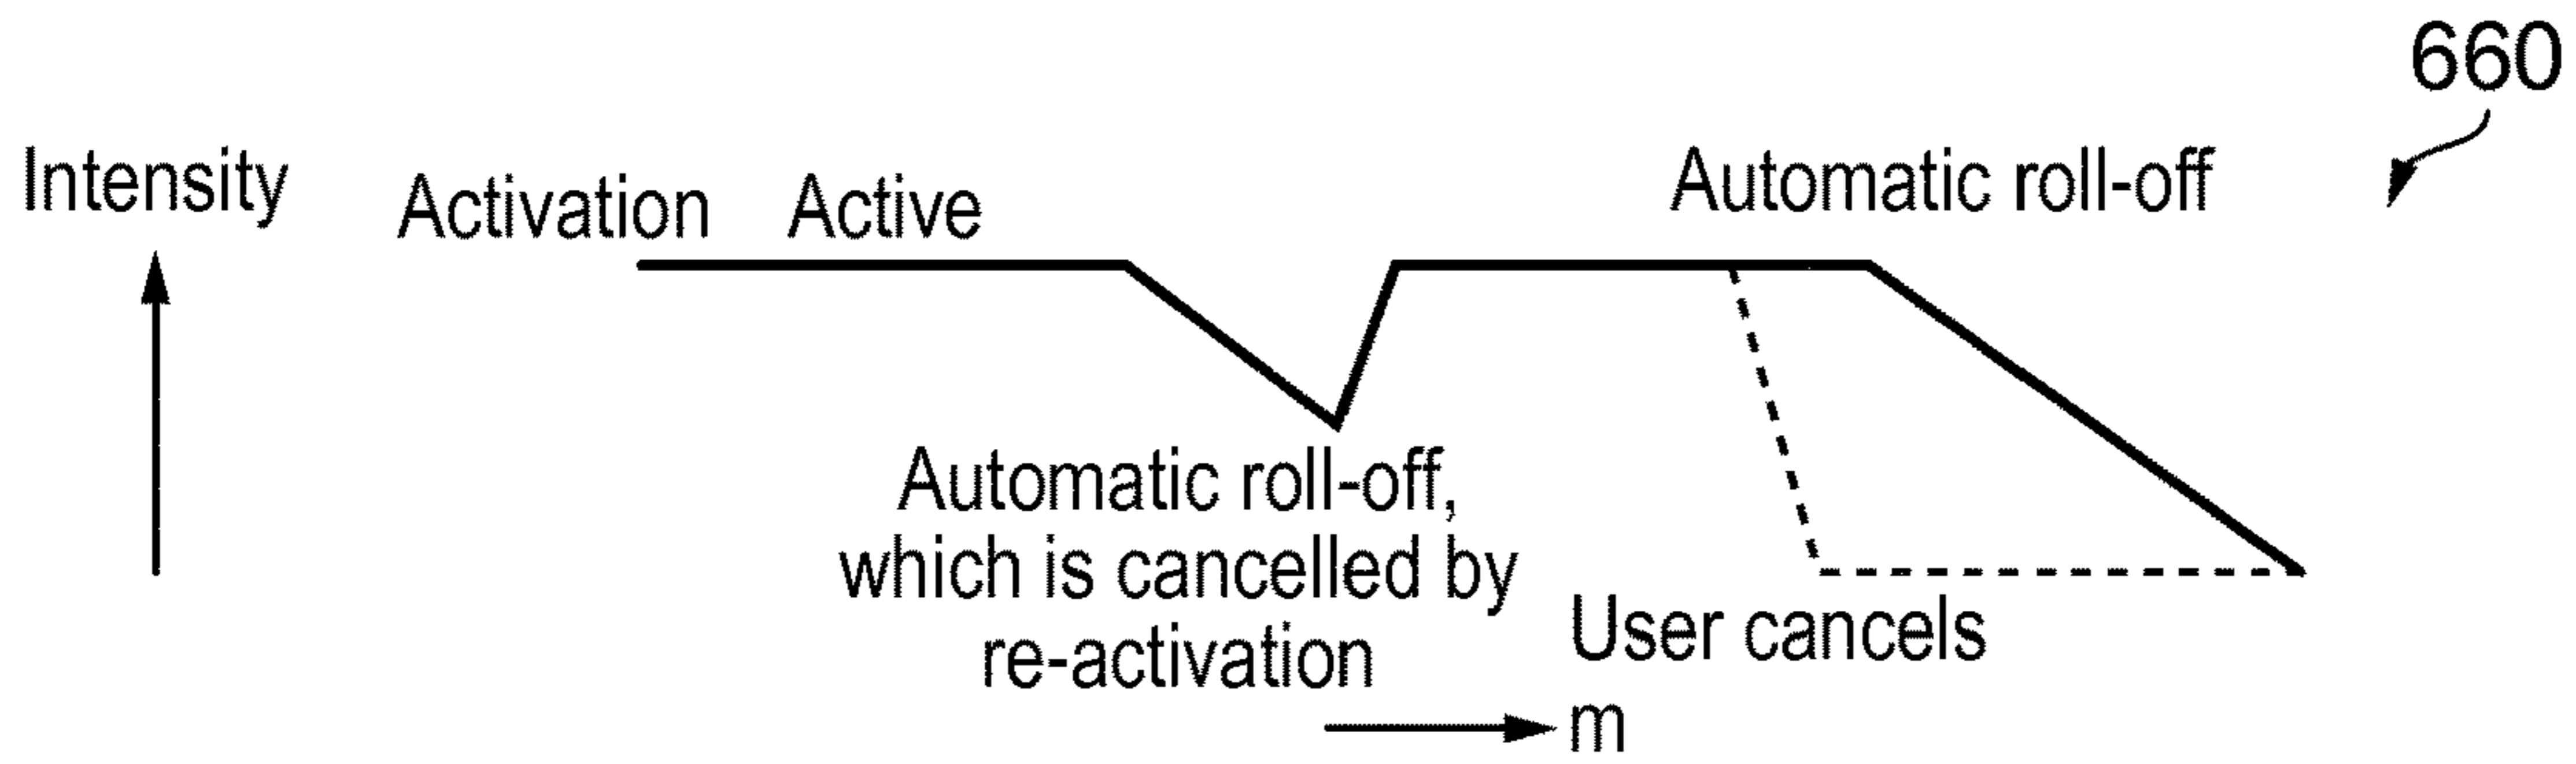 660
Intensity
Activation
Active
Automatic roll-off
Automatic roll-off,
which is cancelled by
re-activation
User cancels
m